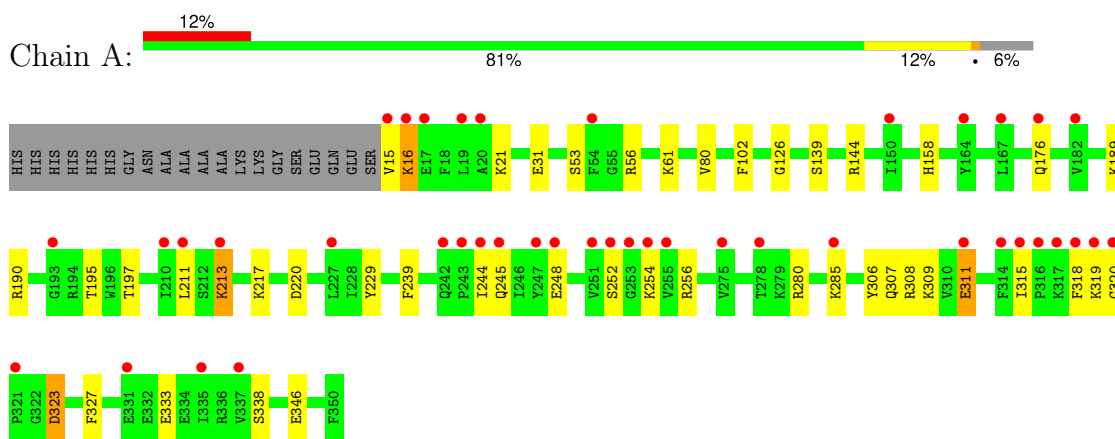 12%
Chain A:
81% 12% • 6%
HIS HIS HIS HIS HIS HIS GLY ASN ALA ALA ALA ALA LYS LYS GLY SER GLU GLN GLU SER V15 K16 E17 F18 L19 A20 K21 E31 S53 F54 G55 R56 K61 V80 F102 G126 S139 R144 I150 H158 Y164 L167 Q176 V182 K189
R190 G193 R194 T195 W196 T197 I210 L211 S212 K213 K217 D220 L227 I228 Y229 F239 Q242 P243 I244 Q245 I246 Y247 E248 V251 S252 G253 K254 V255 R256 V275 T278 K279 R280 K285 Y306 Q307 R308 K309 V310 E311 F314 I315 P316 K317 F318 K319 G320
P321 G322 D323 F327 E331 E332 E333 E334 I335 R336 V337 S338 E346 F350